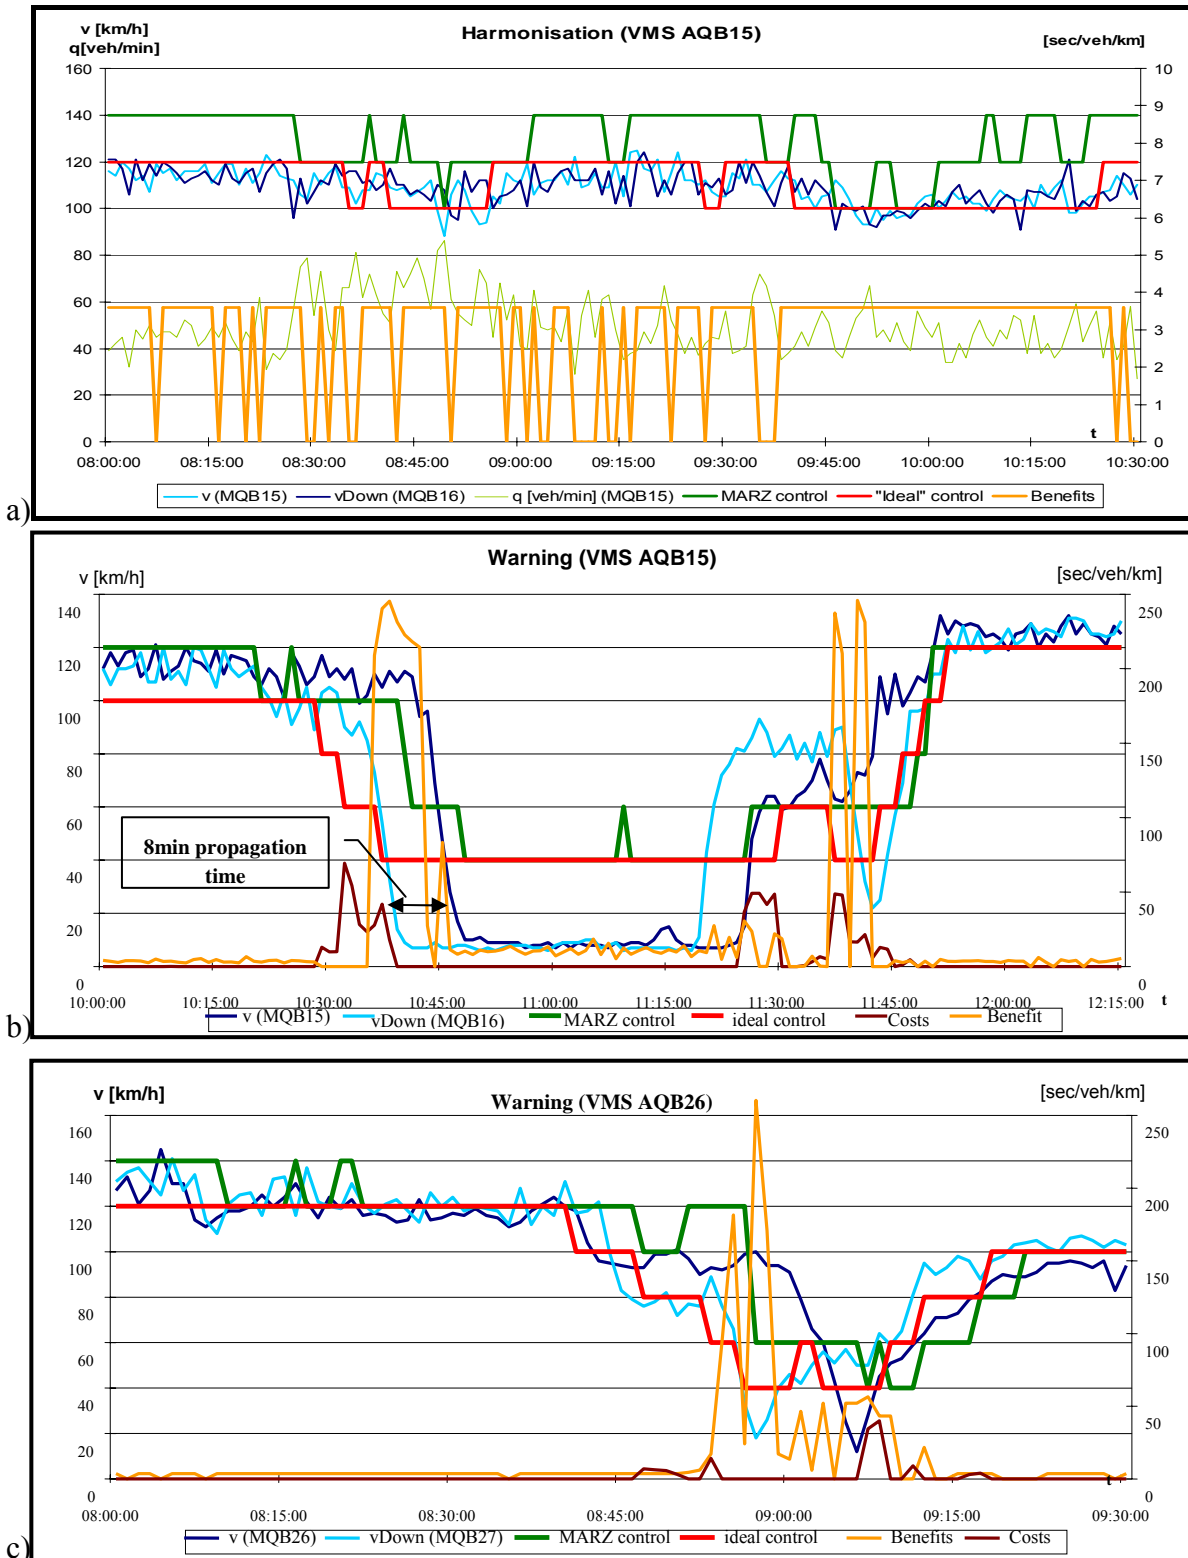 v [km/h]
q[veh/min]
Harmonisation (VMS AQB15)
[sec/veh/km]
160
140
120
100
80
60
40
20
0
10
9
8
7
6
5
4
3
2
1
0
t
08:00:00 08:15:00 08:30:00 08:45:00 09:00:00 09:15:00 09:30:00 09:45:00 10:00:00 10:15:00 10:30:00
v (MQB15) vDown (MQB16) q [veh/min] (MQB15) MARZ control "Ideal" control Benefits
a)
Warning (VMS AQB15)
v [km/h]
[sec/veh/km]
140
120
100
80
60
40
20
0
250
200
150
100
50
0
8min propagation
time
10:00:00 10:15:00 10:30:00 10:45:00 11:00:00 11:15:00 11:30:00 11:45:00 12:00:00 12:15:00 t
v (MQB15) vDown (MQB16) MARZ control ideal control Costs Benefit
b)
v [km/h]
Warning (VMS AQB26)
[sec/veh/km]
160
140
120
100
80
60
40
20
0
250
200
150
100
50
0
t
08:00:00 08:15:00 08:30:00 08:45:00 09:00:00 09:15:00 09:30:00
v (MQB26) vDown (MQB27) MARZ control ideal control Benefits Costs
c)